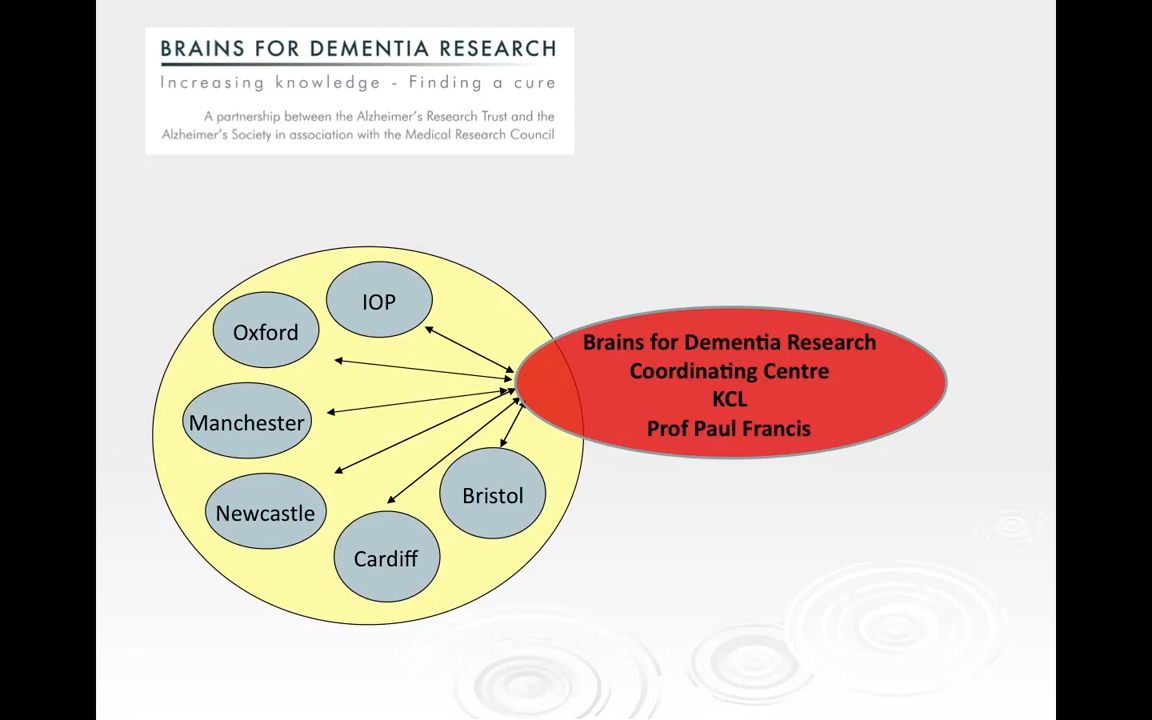 BRAINS FOR DEMENTIA RESEARCH
Increasing knowledge - Finding a cure
A partnership between the Alzheimer's Research Trust and the
Alzheimer's Society in association with the Medical Research Council
IOP
Oxford
Manchester
Newcastle
Cardiff
Bristol
Brains for Dementia Research
Coordinating Centre
KCL
Prof Paul Francis